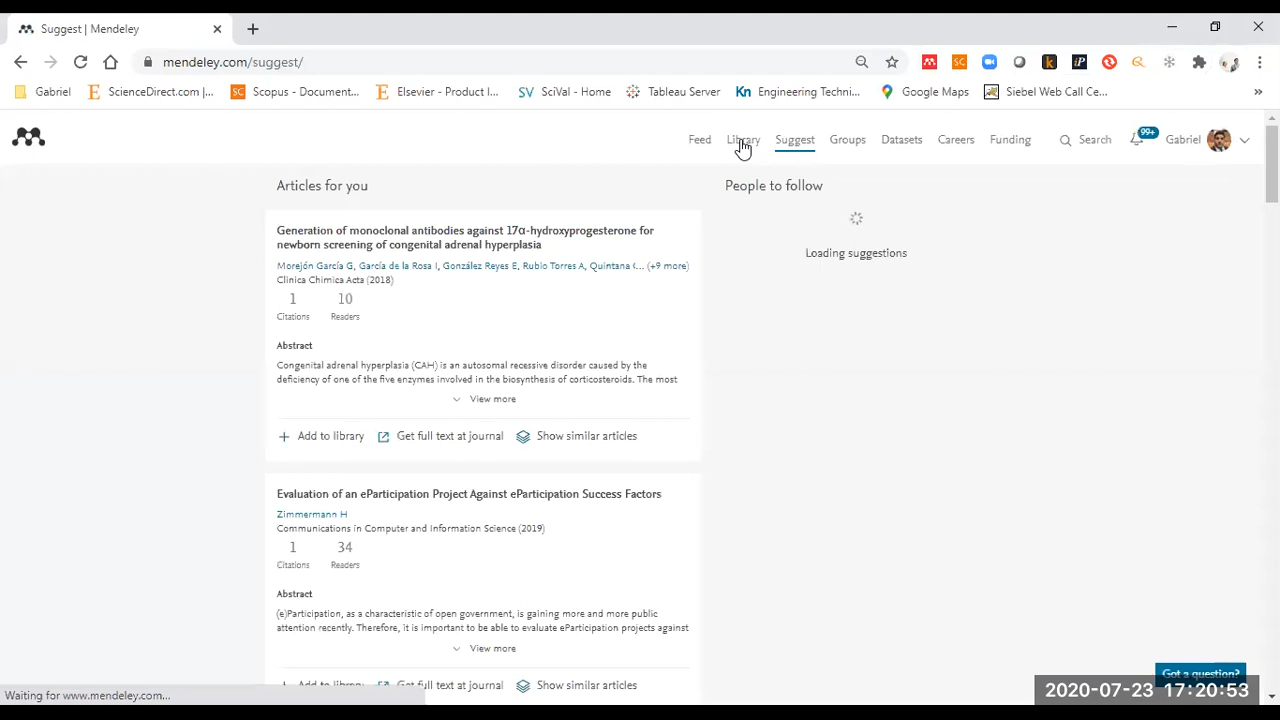 Suggest | Mendeley
mendeley.com/suggest/
Gabriel
ScienceDirect.com |...
Scopus - Document...
Elsevier - Product I...
SciVal - Home
Tableau Server
Engineering Techni...
Google Maps
Siebel Web Call Ce...
Feed Library Suggest Groups Datasets Careers Funding Search 99+ Gabriel
Articles for you
Generation of monoclonal antibodies against 17α-hydroxyprogesterone for
newborn screening of congenital adrenal hyperplasia
Morejón García G, García de la Rosa I, González Reyes E, Rubio Torres A, Quintana G... (+9 more)
Clinica Chimica Acta (2018)
1 10
Citations Readers
Abstract
Congenital adrenal hyperplasia (CAH) is an autosomal recessive disorder caused by the
deficiency of one of the five enzymes involved in the biosynthesis of corticosteroids. The most
View more
Add to library Get full text at journal Show similar articles
Evaluation of an eParticipation Project Against eParticipation Success Factors
Zimmermann H
Communications in Computer and Information Science (2019)
1 34
Citations Readers
Abstract
(e)Participation, as a characteristic of open government, is gaining more and more public
attention recently. Therefore, it is important to be able to evaluate eParticipation projects against
View more
Add to library Get full text at journal Show similar articles
People to follow
Loading suggestions
Got a question?
Waiting for www.mendeley.com...
2020-07-23 17:20:53